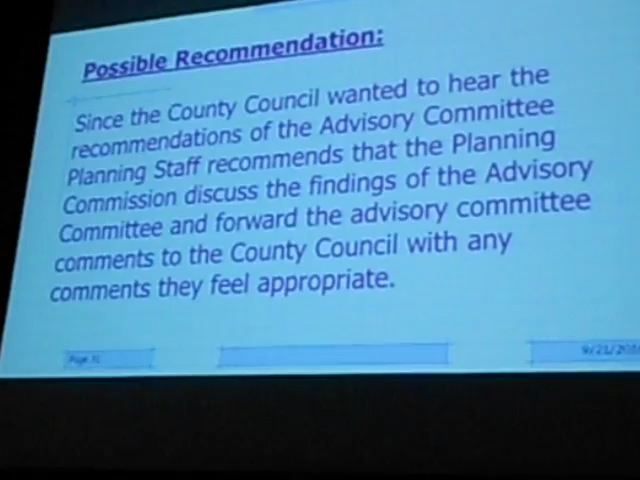 Possible Recommendation:
Since the County Council wanted to hear the
recommendations of the Advisory Committee
Planning Staff recommends that the Planning
Commission discuss the findings of the Advisory
Committee and forward the advisory committee
comments to the County Council with any
comments they feel appropriate.
Page